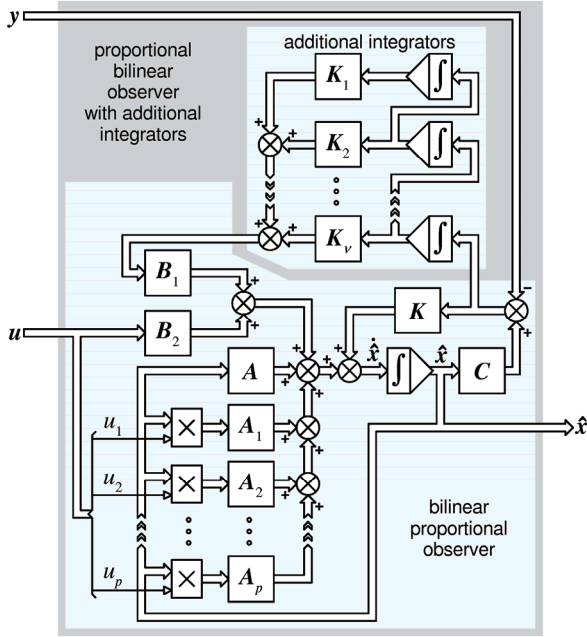 y
additional integrators
proportional
bilinear
observer
with additional
integrators
K₁ ∫
+ +
K₂ ∫
+ +
Kᵥ ∫
B₁
+
−
K
u
B₂
+
+
+ +
A + + + ẋ̂ ∫ x̂ C
+
u₁ × A₁ +
x̂
+
u₂ × A₂ +
+
bilinear
proportional
observer
uₚ × Aₚ